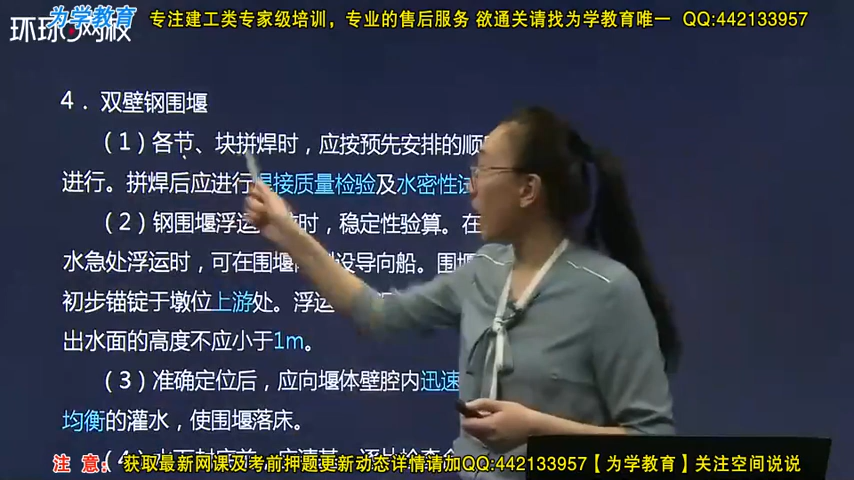 为学教育
环球网校
专注建工类专家级培训，专业的售后服务 欲通关请找为学教育唯一 QQ:442133957
4．双壁钢围堰
（1）各节、块拼焊时，应按预先安排的顺
进行。拼焊后应进行焊接质量检验及水密性试
（2）钢围堰浮运 时，稳定性验算。在
水急处浮运时，可在围堰 设导向船。围堰
初步锚锭于墩位上游处。浮运
出水面的高度不应小于1m。
（3）准确定位后，应向堰体壁腔内迅速
均衡的灌水，使围堰落床。
注 意： 获取最新网课及考前押题更新动态详情请加QQ:442133957【为学教育】关注空间说说